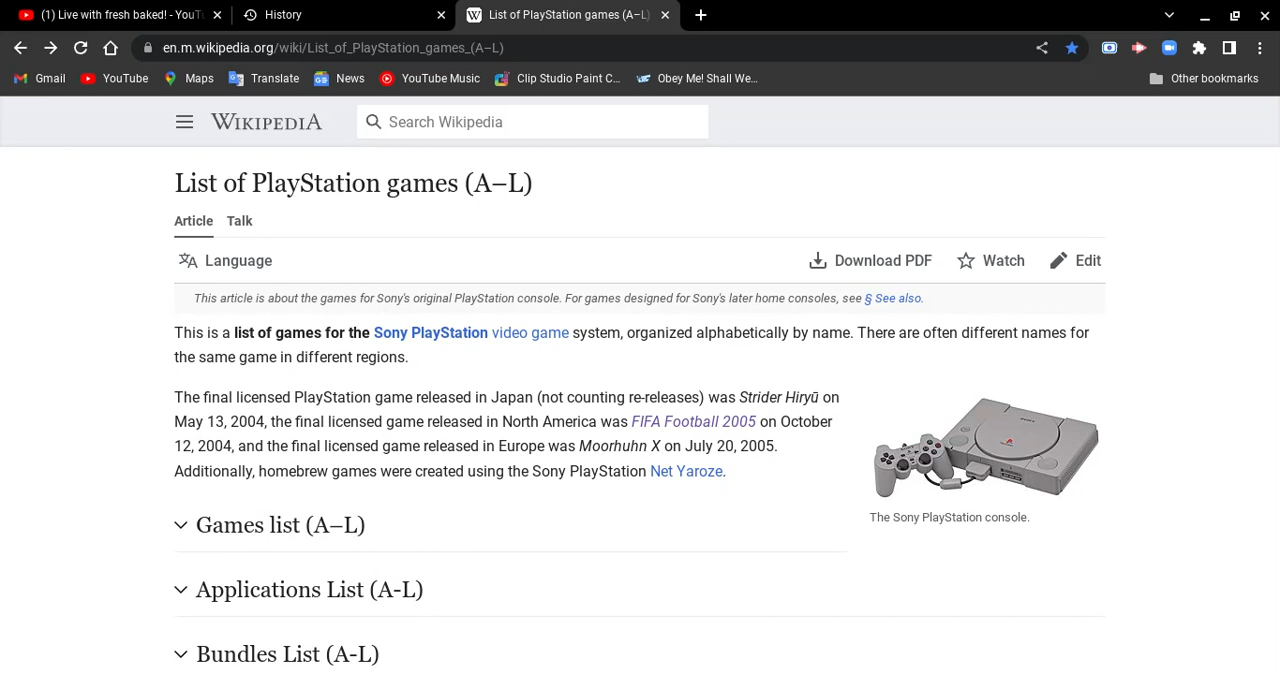 (1) Live with fresh baked! - YouTu
History
List of PlayStation games (A–L)
en.m.wikipedia.org/wiki/List_of_PlayStation_games_(A–L)
Gmail YouTube Maps Translate News YouTube Music Clip Studio Paint C... Obey Me! Shall We... Other bookmarks
WIKIPEDIA Search Wikipedia
List of PlayStation games (A–L)
Article Talk
Language Download PDF Watch Edit
This article is about the games for Sony's original PlayStation console. For games designed for Sony's later home consoles, see § See also.
This is a list of games for the Sony PlayStation video game system, organized alphabetically by name. There are often different names for
the same game in different regions.
The final licensed PlayStation game released in Japan (not counting re-releases) was Strider Hiryū on
May 13, 2004, the final licensed game released in North America was FIFA Football 2005 on October
12, 2004, and the final licensed game released in Europe was Moorhuhn X on July 20, 2005.
Additionally, homebrew games were created using the Sony PlayStation Net Yaroze.
The Sony PlayStation console.
Games list (A–L)
Applications List (A-L)
Bundles List (A-L)